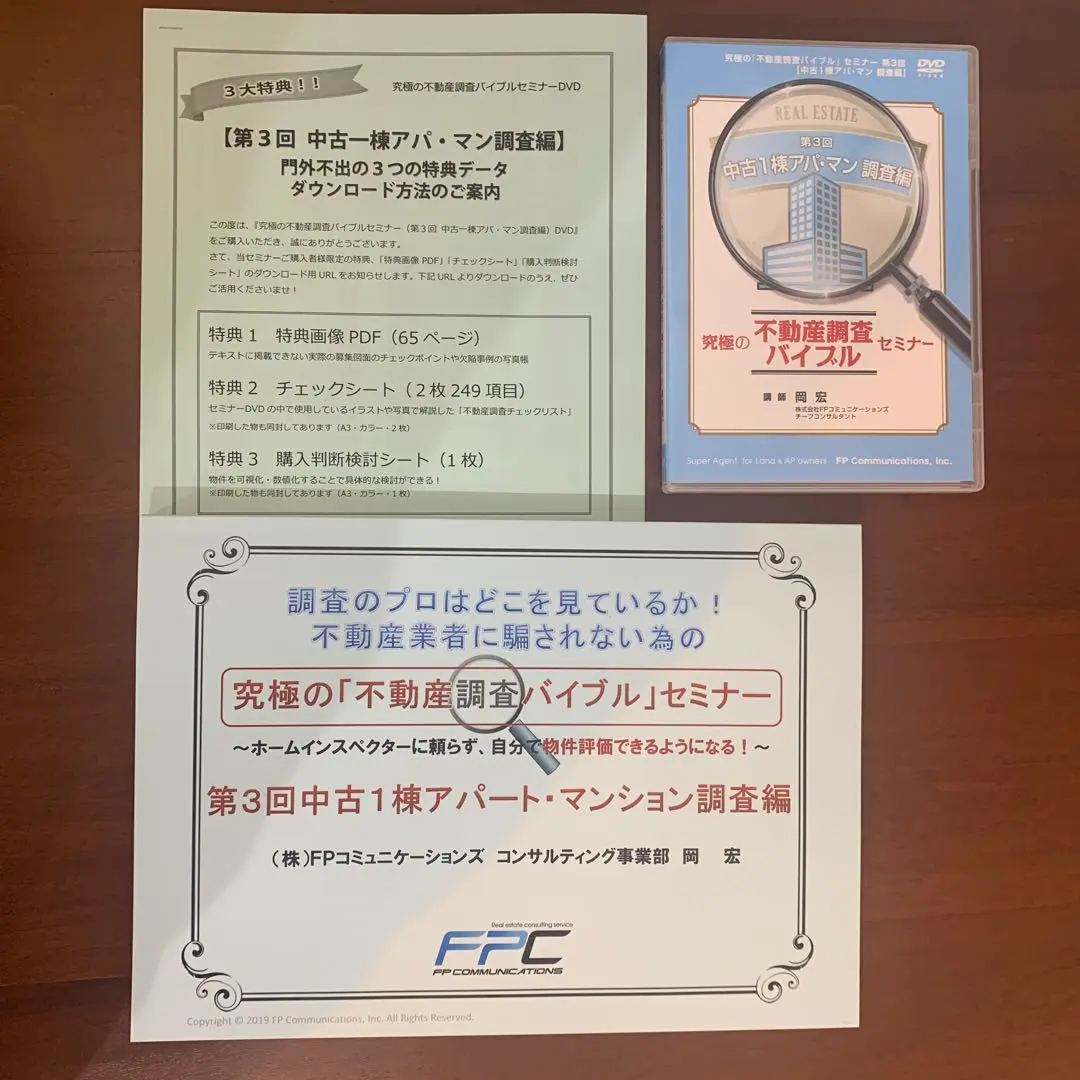 3大特典！！
究極の不動産調査バイブルセミナーDVD
【第3回 中古一棟アパ・マン調査編】
門外不出の3つの特典データ
ダウンロード方法のご案内
この度は、『究極の不動産調査バイブルセミナー（第3回 中古一棟アパ・マン調査編）DVD』
をご購入いただき、誠にありがとうございます。
さて、当セミナーご購入者様限定の特典、「特典画像 PDF」「チェックシート」「購入判断検討
シート」のダウンロード用 URL をお知らせします。下記 URL よりダウンロードのうえ、ぜひ
ご活用くださいませ！
特典1 特典画像 PDF（65 ページ）
テキストに掲載できない実際の募集図面のチェックポイントや欠陥事例の写真帳
特典2 チェックシート（2枚 249 項目）
セミナーDVD の中で使用しているイラストや写真で解説した「不動産調査チェックリスト」
※印刷した物も同封してあります（A3・カラー・2 枚）
特典3 購入判断検討シート（1 枚）
物件を可視化・数値化することで具体的な検討ができる！
※印刷した物も同封してあります（A3・カラー・1 枚）
究極の「不動産調査バイブル」セミナー 第3回
［中古1棟アパ・マン 調査編］
DVD
VIDEO
REAL ESTATE
第3回
中古1棟アパ・マン 調査編
究極の 不動産調査バイブル セミナー
講師 岡 宏
株式会社FPコミュニケーションズ
チーフコンサルタント
Super Agent for Land & AP owners FP Communications, Inc.
調査のプロはどこを見ているか！
不動産業者に騙されない為の
究極の「不動産調査バイブル」セミナー
～ホームインスペクターに頼らず、自分で物件評価できるようになる！～
第3回中古1棟アパート・マンション調査編
（株）FPコミュニケーションズ コンサルティング事業部 岡 宏
Real estate consulting service
FPC
FP COMMUNICATIONS
Copyright © 2019 FP Communications, Inc. All Rights Reserved.